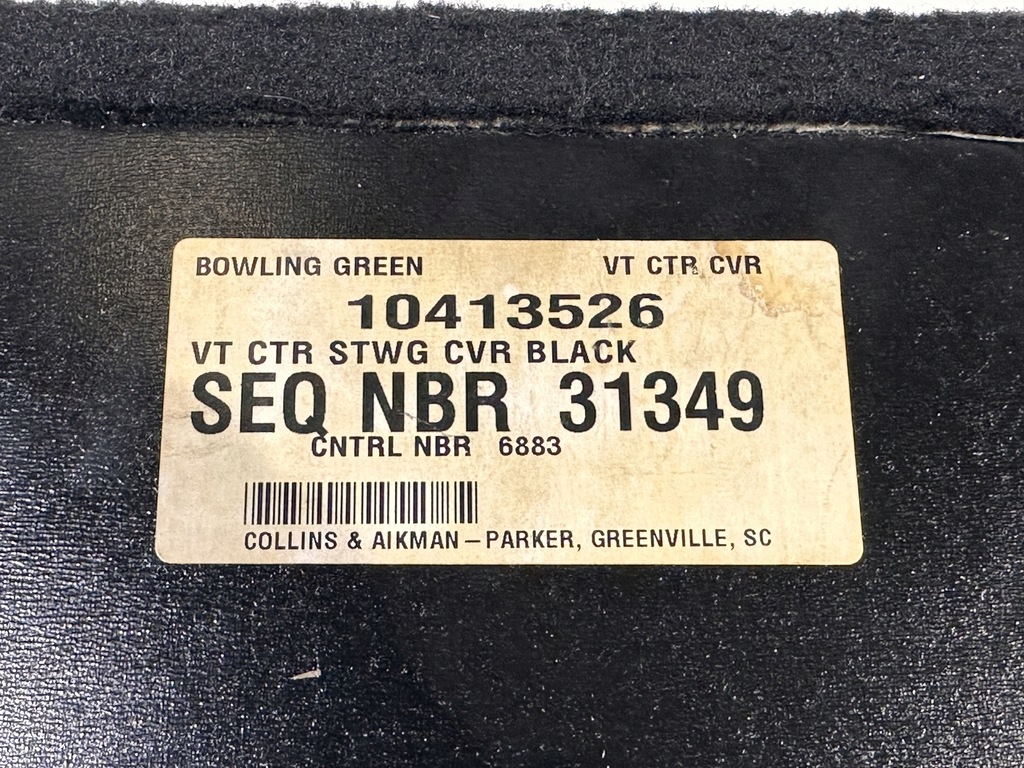 BOWLING GREEN VT CTR CVR
10413526
VT CTR STWG CVR BLACK
SEQ NBR 31349
CNTRL NBR 6883
COLLINS & AIKMAN – PARKER, GREENVILLE, SC